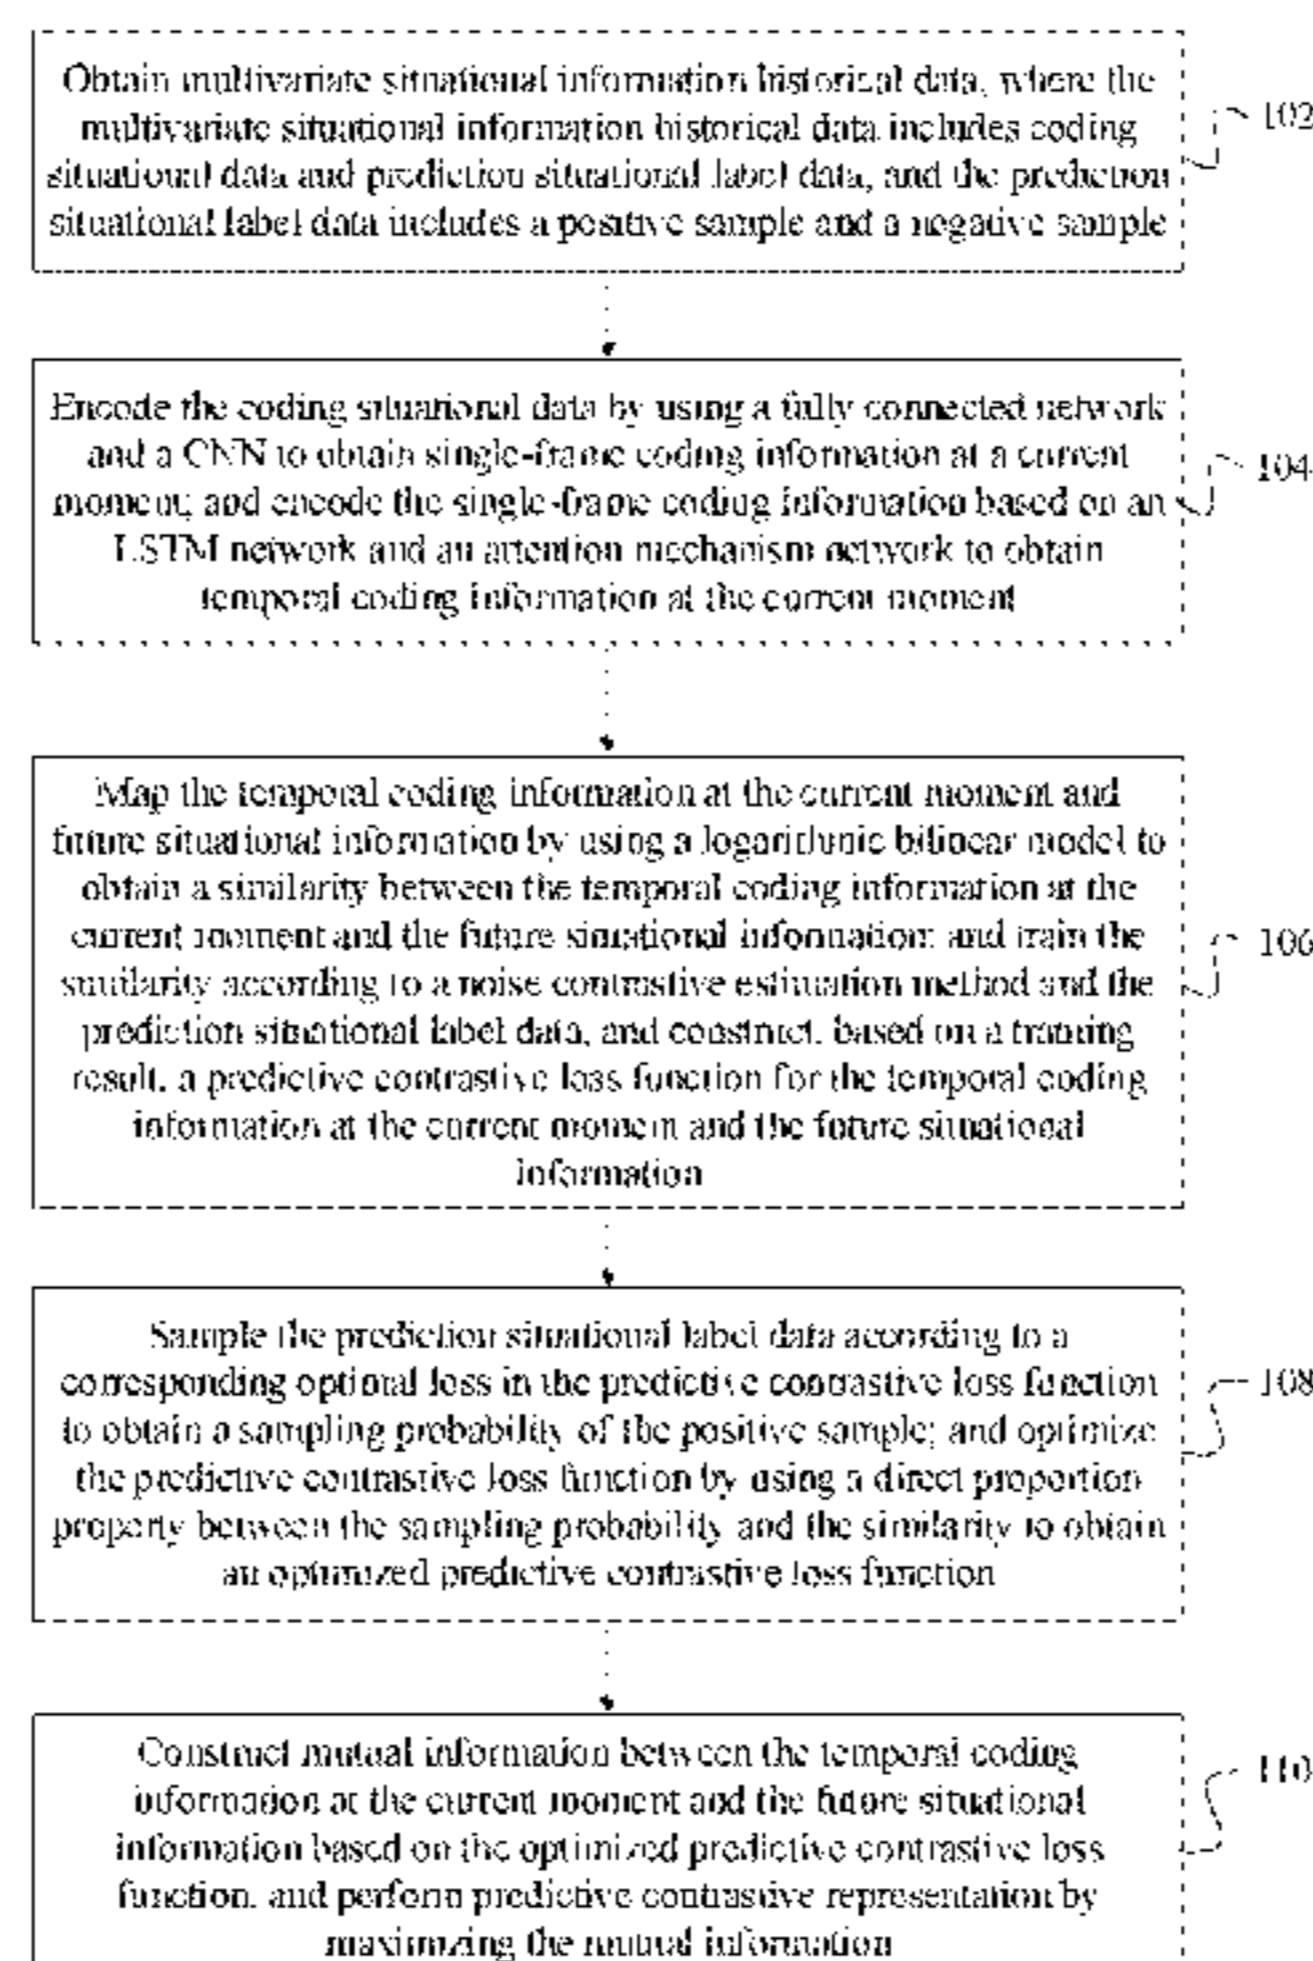 Obtain multivariate situational information historical data, where the
multivariate situational information historical data includes coding
situational data and prediction situational label data, and the prediction
situational label data includes a positive sample and a negative sample
102
Encode the coding situational data by using a fully connected network
and a CNN to obtain single-frame coding information at a current
moment; and encode the single-frame coding information based on an
LSTM network and an attention mechanism network to obtain
temporal coding information at the current moment
104
Map the temporal coding information at the current moment and
future situational information by using a logarithmic bilinear model to
obtain a similarity between the temporal coding information at the
current moment and the future situational information; and train the
similarity according to a noise contrastive estimation method and the
prediction situational label data, and construct, based on a training
result, a predictive contrastive loss function for the temporal coding
information at the current moment and the future situational
information
106
Sample the prediction situational label data according to a
corresponding optimal loss in the predictive contrastive loss function
to obtain a sampling probability of the positive sample; and optimize
the predictive contrastive loss function by using a direct proportion
property between the sampling probability and the similarity to obtain
an optimized predictive contrastive loss function
108
Construct mutual information between the temporal coding
information at the current moment and the future situational
information based on the optimized predictive contrastive loss
function, and perform predictive contrastive representation by
maximizing the mutual information
110